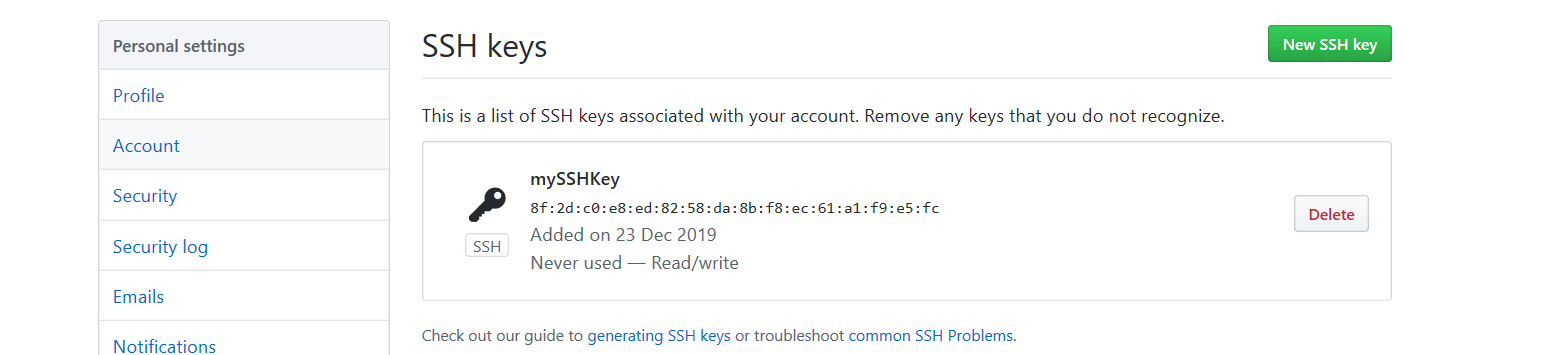 Personal settings
Profile
Account
Security
Security log
Emails
Notifications
SSH keys
New SSH key
This is a list of SSH keys associated with your account. Remove any keys that you do not recognize.
mySSHKey
8f:2d:c0:e8:ed:82:58:da:8b:f8:ec:61:a1:f9:e5:fc
Added on 23 Dec 2019
Never used — Read/write
SSH
Delete
Check out our guide to generating SSH keys or troubleshoot common SSH Problems.